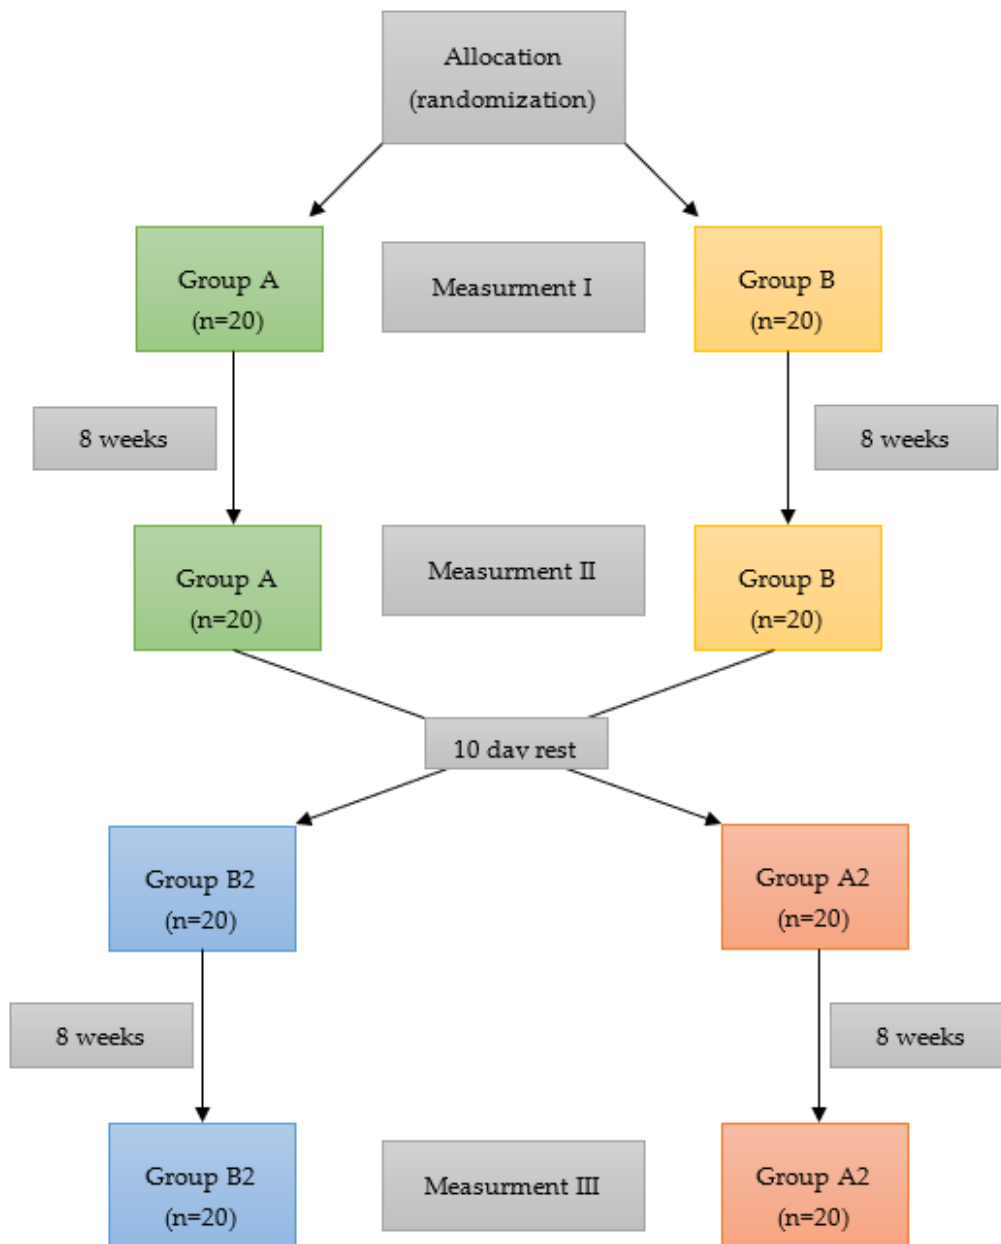 Allocation
(randomization)
Group A
(n=20)
Measurment I
Group B
(n=20)
8 weeks
8 weeks
Group A
(n=20)
Measurment II
Group B
(n=20)
10 day rest
Group B2
(n=20)
Group A2
(n=20)
8 weeks
8 weeks
Group B2
(n=20)
Measurment III
Group A2
(n=20)